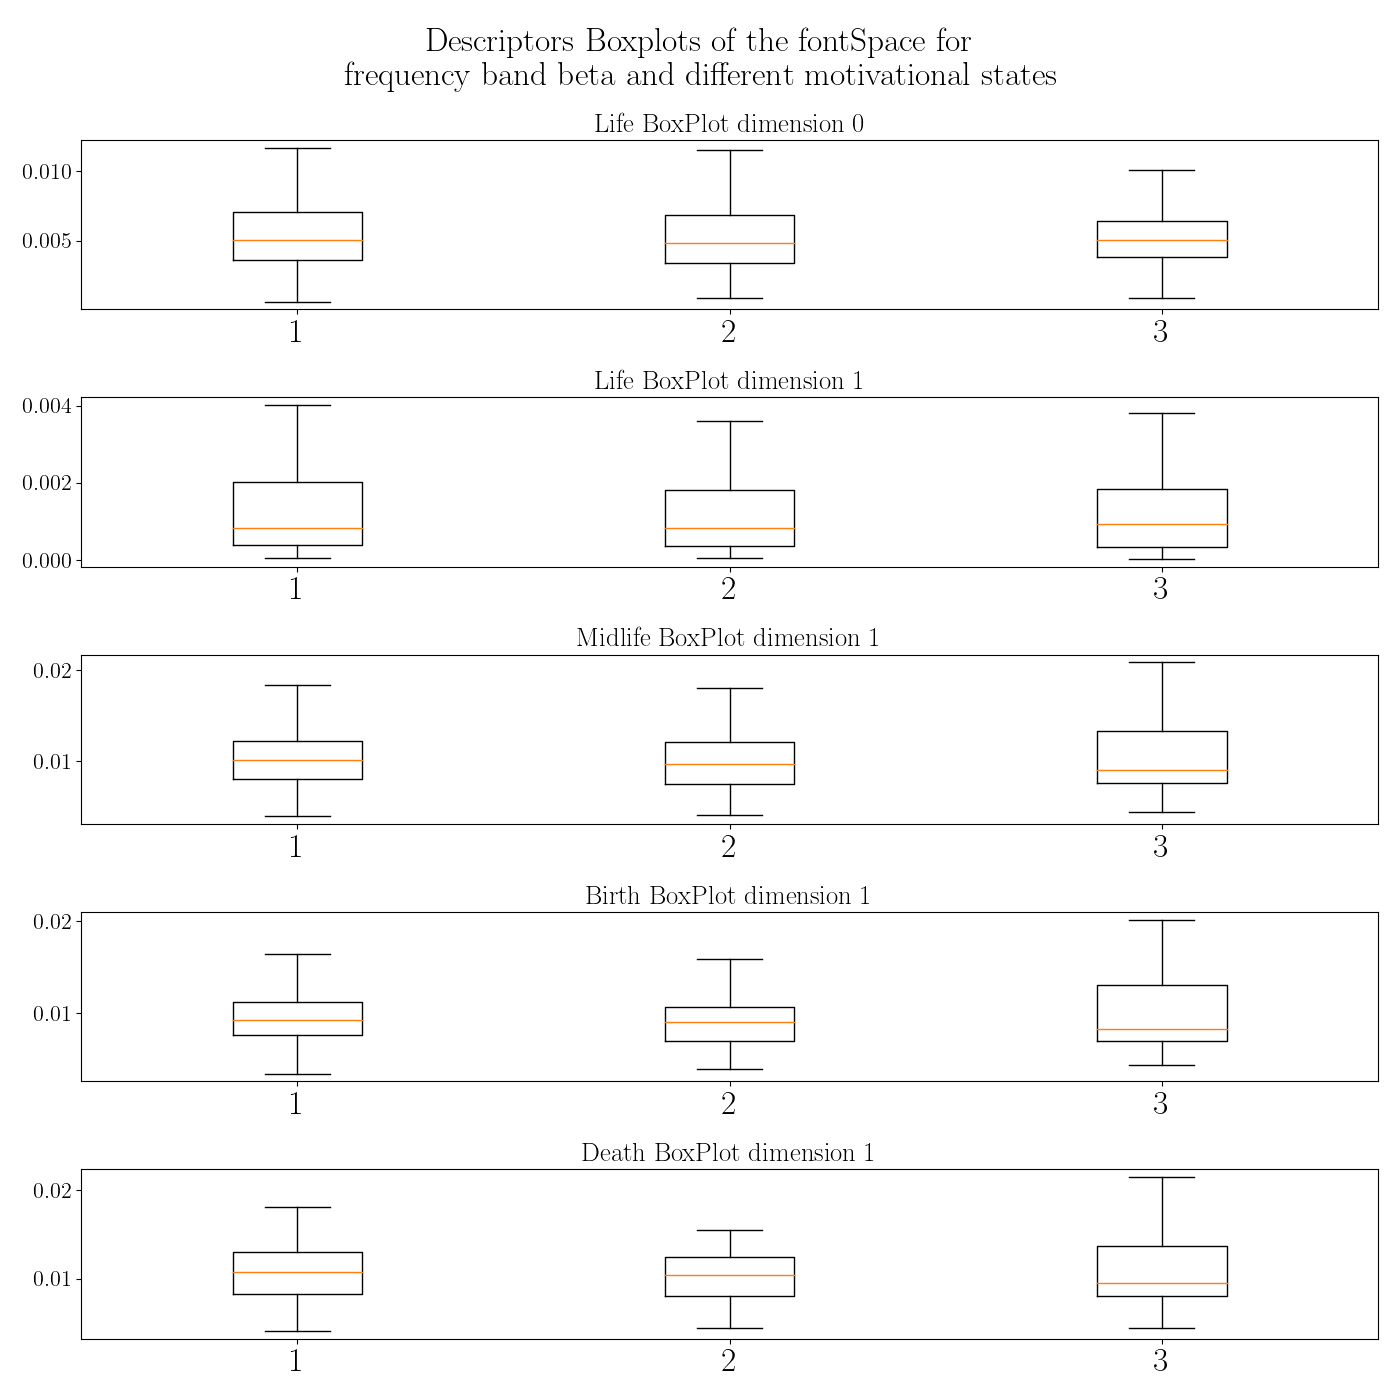 Descriptors Boxplots of the fontSpace for
frequency band beta and different motivational states
Life BoxPlot dimension 0
0.010
0.005
1 2 3
Life BoxPlot dimension 1
0.004
0.002
0.000
1 2 3
Midlife BoxPlot dimension 1
0.02
0.01
1 2 3
Birth BoxPlot dimension 1
0.02
0.01
1 2 3
Death BoxPlot dimension 1
0.02
0.01
1 2 3